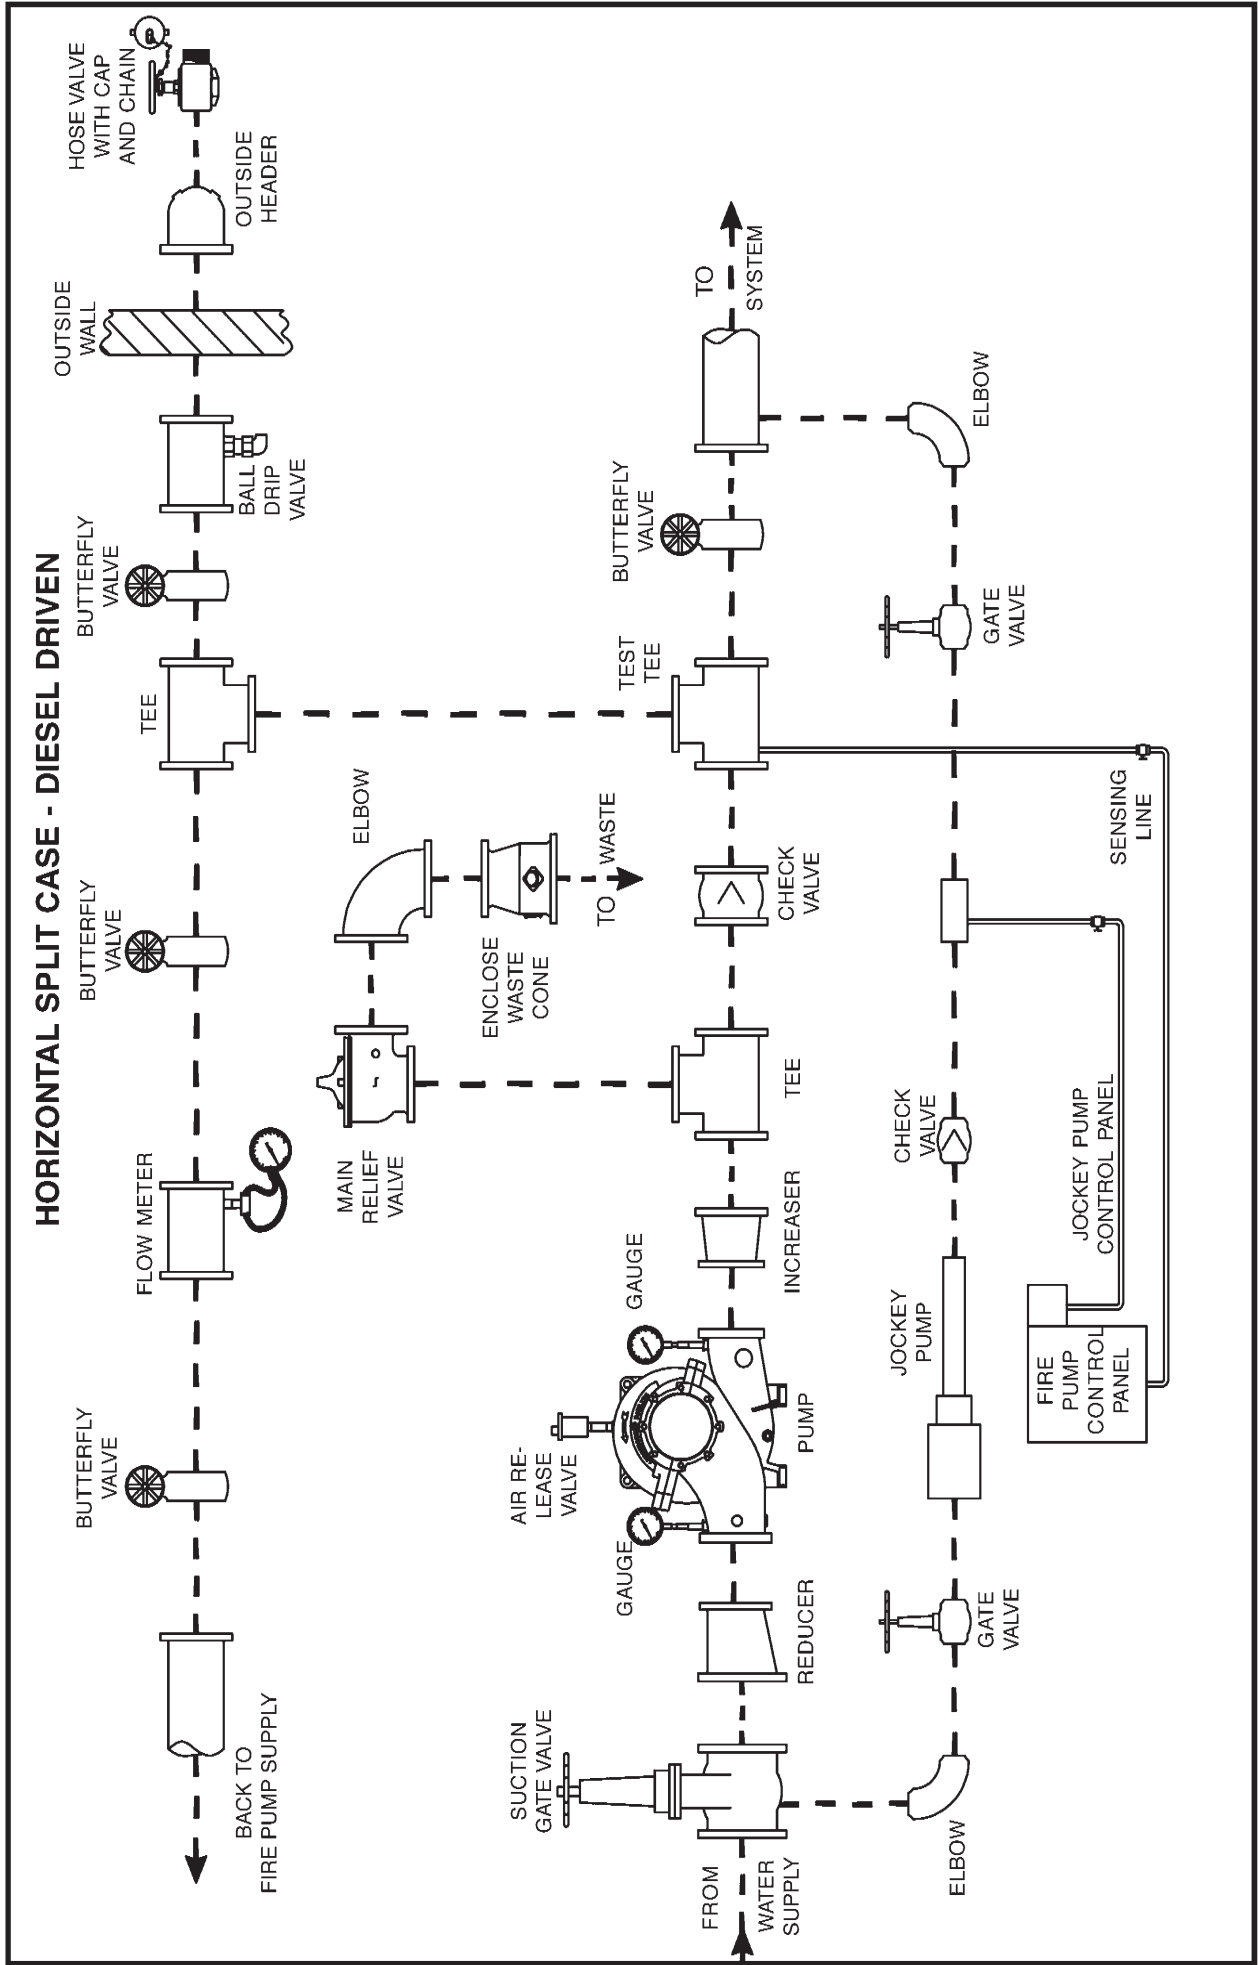 HORIZONTAL SPLIT CASE - DIESEL DRIVEN
BACK TO
FIRE PUMP SUPPLY
BUTTERFLY
VALVE
FLOW METER
BUTTERFLY
VALVE
TEE
BUTTERFLY
VALVE
BALL
DRIP
VALVE
OUTSIDE
WALL
OUTSIDE
HEADER
HOSE VALVE
WITH CAP
AND CHAIN
MAIN
RELIEF
VALVE
ELBOW
ENCLOSE
WASTE
CONE
TO WASTE
FROM
WATER
SUPPLY
SUCTION
GATE VALVE
REDUCER
GAUGE
AIR RE-
LEASE
VALVE
PUMP
GAUGE
INCREASER
TEE
CHECK
VALVE
TEST
TEE
BUTTERFLY
VALVE
TO
SYSTEM
ELBOW
GATE
VALVE
JOCKEY
PUMP
CHECK
VALVE
GATE
VALVE
ELBOW
FIRE
PUMP
CONTROL
PANEL
JOCKEY PUMP
CONTROL PANEL
SENSING
LINE